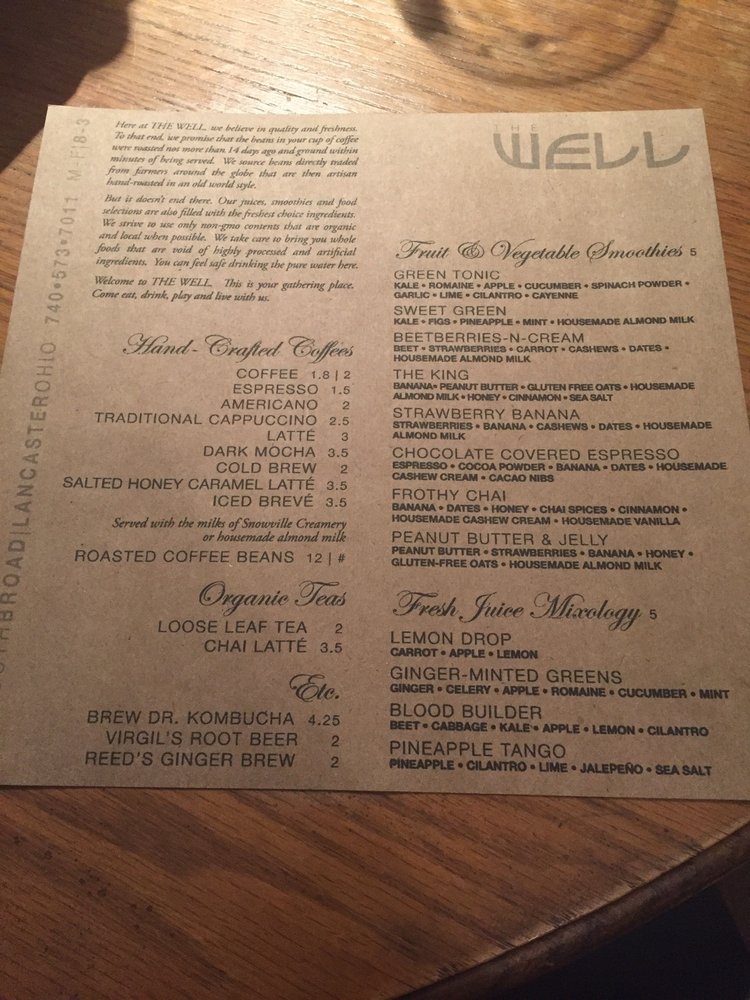 Here at THE WELL, we believe in quality and freshness.
To that end, we promise that the beans in your cup of coffee
were roasted not more than 14 days ago and ground within
minutes of being served. We source beans directly traded
from farmers around the globe that are then artisan
hand-roasted in an old world style.
But is doesn't end there. Our juices, smoothies and food
selections are also filled with the freshest choice ingredients.
We strive to use only non-gmo contents that are organic
and local when possible. We take care to bring you whole
foods that are void of highly processed and artificial
ingredients. You can feel safe drinking the pure water here.
Welcome to THE WELL. This is your gathering place.
Come eat, drink, play and live with us.
Hand-Crafted Coffees
COFFEE 1.8 | 2
ESPRESSO 1.5
AMERICANO 2
TRADITIONAL CAPPUCCINO 2.5
LATTÉ 3
DARK MOCHA 3.5
COLD BREW 2
SALTED HONEY CARAMEL LATTÉ 3.5
ICED BREVÉ 3.5
Served with the milks of Snowville Creamery
or housemade almond milk
ROASTED COFFEE BEANS 12 | #
Organic Teas
LOOSE LEAF TEA 2
CHAI LATTÉ 3.5
Etc.
BREW DR. KOMBUCHA 4.25
VIRGIL'S ROOT BEER 2
REED'S GINGER BREW 2
THE
WELL
Fruit & Vegetable Smoothies 5
GREEN TONIC
KALE • ROMAINE • APPLE • CUCUMBER • SPINACH POWDER •
GARLIC • LIME • CILANTRO • CAYENNE
SWEET GREEN
KALE • FIGS • PINEAPPLE • MINT • HOUSEMADE ALMOND MILK
BEETBERRIES-N-CREAM
BEET • STRAWBERRIES • CARROT • CASHEWS • DATES •
HOUSEMADE ALMOND MILK
THE KING
BANANA• PEANUT BUTTER • GLUTEN FREE OATS • HOUSEMADE
ALMOND MILK • HONEY • CINNAMON • SEA SALT
STRAWBERRY BANANA
STRAWBERRIES • BANANA • CASHEWS • DATES • HOUSEMADE
ALMOND MILK
CHOCOLATE COVERED ESPRESSO
ESPRESSO • COCOA POWDER • BANANA • DATES • HOUSEMADE
CASHEW CREAM • CACAO NIBS
FROTHY CHAI
BANANA • DATES • HONEY • CHAI SPICES • CINNAMON •
HOUSEMADE CASHEW CREAM • HOUSEMADE VANILLA
PEANUT BUTTER & JELLY
PEANUT BUTTER • STRAWBERRIES • BANANA • HONEY •
GLUTEN-FREE OATS • HOUSEMADE ALMOND MILK
Fresh Juice Mixology 5
LEMON DROP
CARROT • APPLE • LEMON
GINGER-MINTED GREENS
GINGER • CELERY • APPLE • ROMAINE • CUCUMBER • MINT
BLOOD BUILDER
BEET • CABBAGE • KALE • APPLE • LEMON • CILANTRO
PINEAPPLE TANGO
PINEAPPLE • CILANTRO • LIME • JALEPEÑO • SEA SALT
BROAD|LANCASTEROHIO 740•573•7011